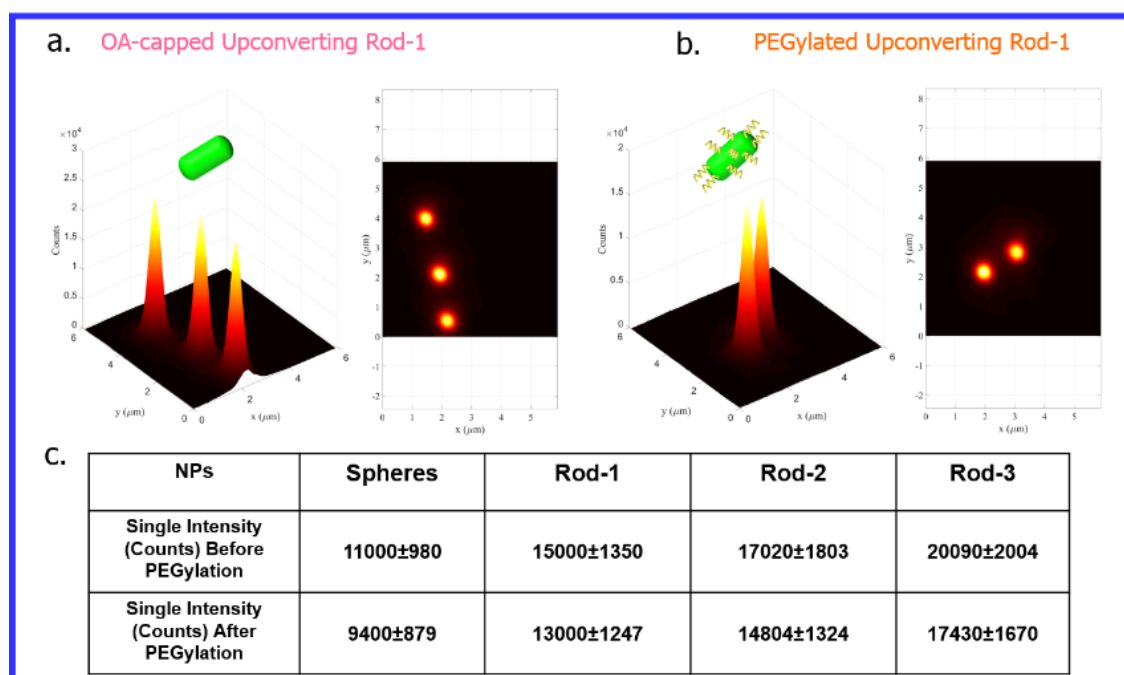 a. OA-capped Upconverting Rod-1
b. PEGylated Upconverting Rod-1
×10⁴
3
2.5
2
1.5
1
0.5
0
Counts
6
4
2
0
y (μm)
0
2
4
6
x (μm)
8
7
6
5
4
3
2
1
0
-1
-2
y (μm)
0 1 2 3 4 5
x (μm)
×10⁴
2
1.5
1
0.5
0
Counts
6
4
2
0
y (μm)
0
2
4
6
x (μm)
8
7
6
5
4
3
2
1
0
-1
-2
y (μm)
0 1 2 3 4 5
x (μm)
c.
NPs Spheres Rod-1 Rod-2 Rod-3
Single Intensity
(Counts) Before
PEGylation
11000±980 15000±1350 17020±1803 20090±2004
Single Intensity
(Counts) After
PEGylation
9400±879 13000±1247 14804±1324 17430±1670